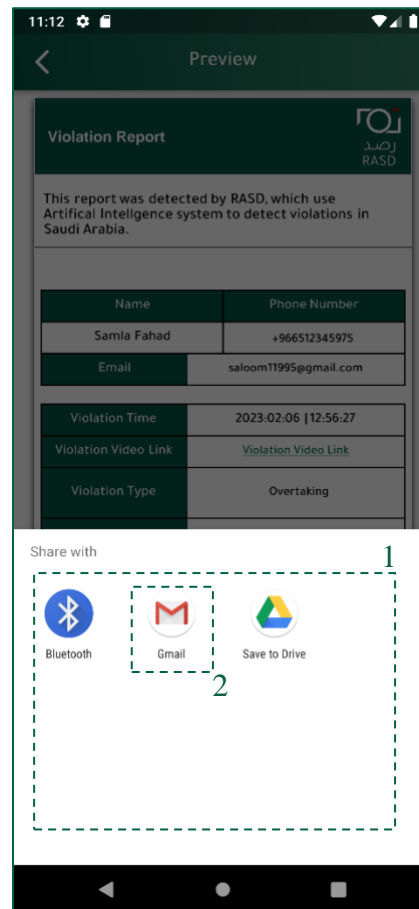 11:12
Preview
Violation Report
رصد
RASD
This report was detected by RASD, which use
Artifical Intellgence system to detect violations in
Saudi Arabia.
Name Phone Number
Samla Fahad +966512345975
Email saloom11995@gmail.com
Violation Time 2023:02:06 |12:56:27
Violation Video Link Violation Video Link
Violation Type Overtaking
Share with
1
Bluetooth Gmail Save to Drive
2